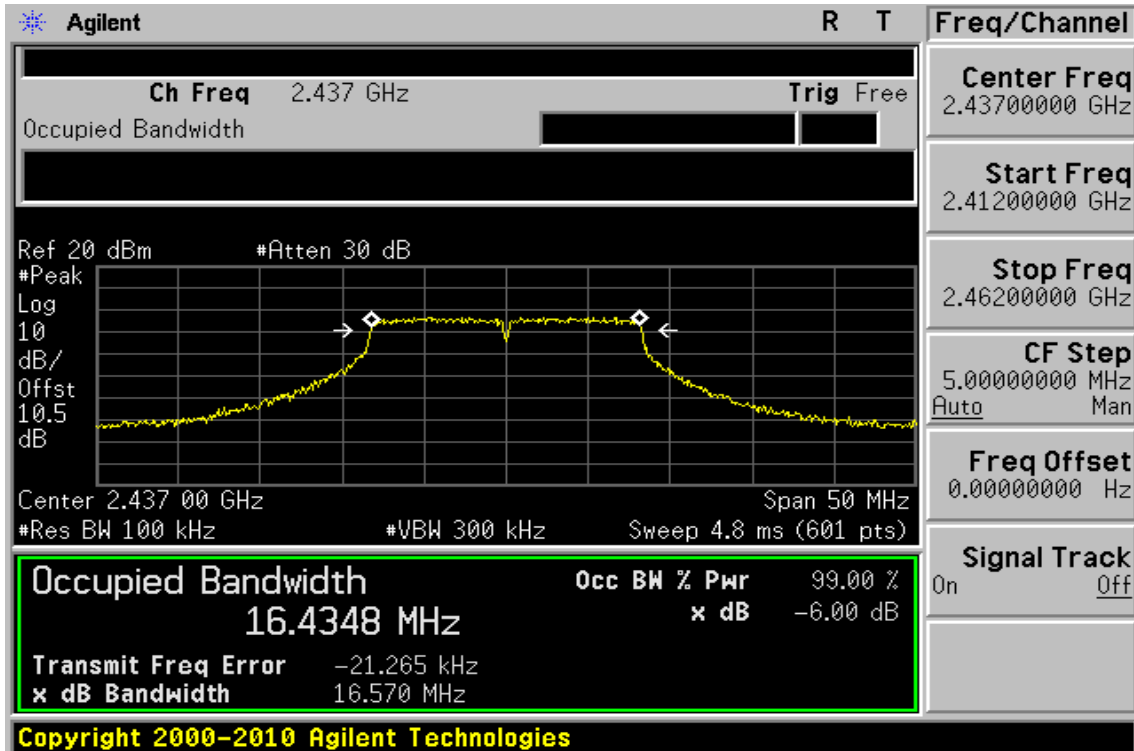 Agilent R T
Ch Freq 2.437 GHz Trig Free
Occupied Bandwidth
Ref 20 dBm #Atten 30 dB
#Peak
Log
10
dB/
Offst
10.5
dB
Center 2.437 00 GHz Span 50 MHz
#Res BW 100 kHz #VBW 300 kHz Sweep 4.8 ms (601 pts)
Occupied Bandwidth
16.4348 MHz
Occ BW % Pwr 99.00 %
x dB -6.00 dB
Transmit Freq Error -21.265 kHz
x dB Bandwidth 16.570 MHz
Copyright 2000-2010 Agilent Technologies
Freq/Channel
Center Freq
2.43700000 GHz
Start Freq
2.41200000 GHz
Stop Freq
2.46200000 GHz
CF Step
5.00000000 MHz
Auto Man
Freq Offset
0.00000000 Hz
Signal Track
On Off